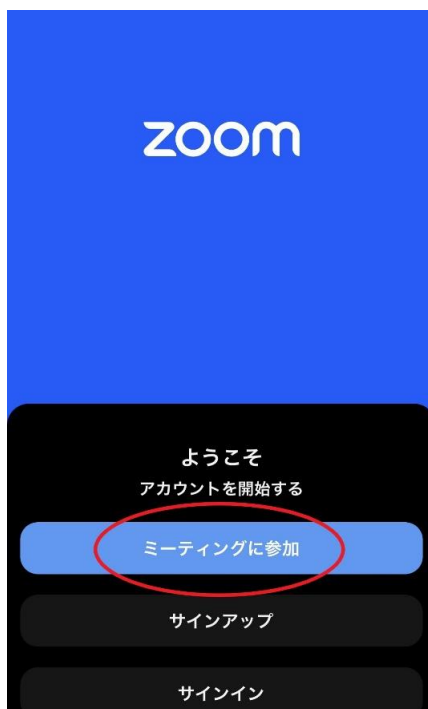 zoom
ようこそ
アカウントを開始する
ミーティングに参加
サインアップ
サインイン